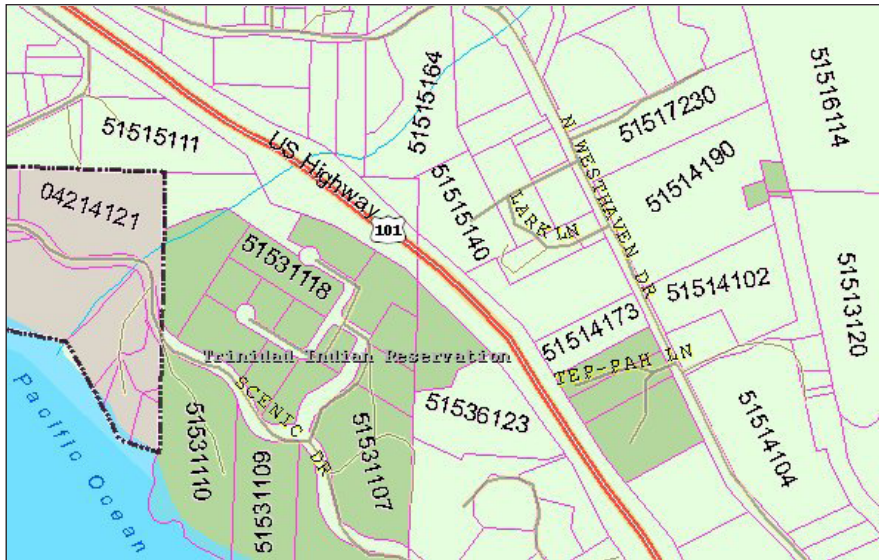 51515164
51517230
51516114
51515111
US Highway
101
N WESTHAVEN DR
51514190
04214121
51515140
LARK LN
51531118
51514102
51513120
51514173
Trinidad Indian Reservation
TEP-PAH LN
SCENIC DR
51536123
Pacific Ocean
51531110
51531109
51531107
51514104